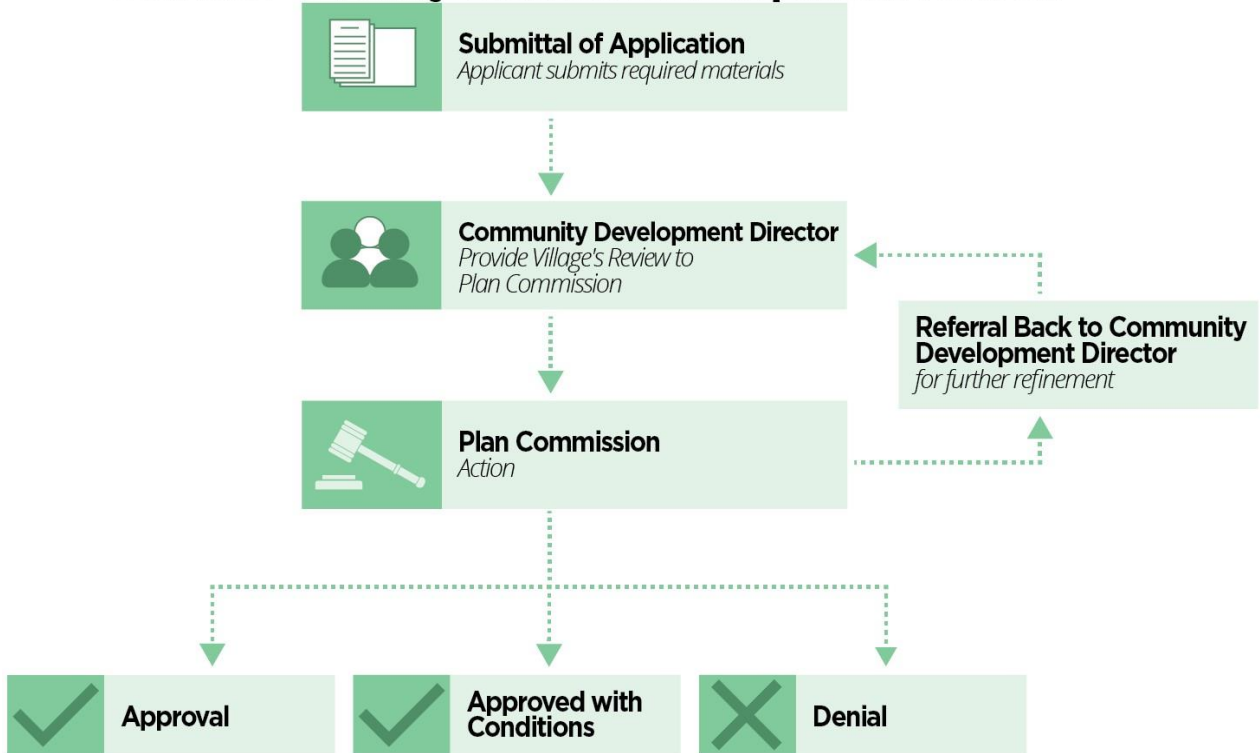 Submittal of Application
Applicant submits required materials
Community Development Director
Provide Village's Review to
Plan Commission
Referral Back to Community
Development Director
for further refinement
Plan Commission
Action
Approval
Approved with
Conditions
Denial